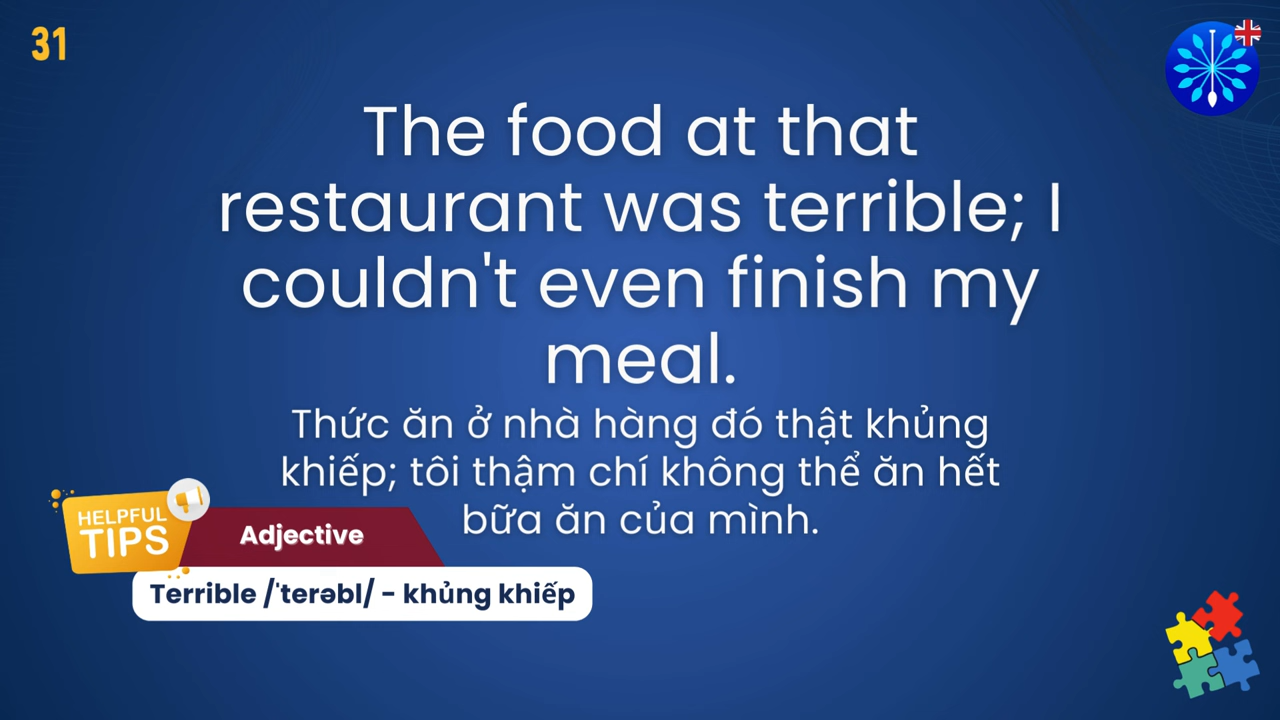 31
The food at that
restaurant was terrible; I
couldn't even finish my
meal.
Thức ăn ở nhà hàng đó thật khủng
khiếp; tôi thậm chí không thể ăn hết
bữa ăn của mình.
HELPFUL
TIPS
Adjective
Terrible /ˈterəbl/ - khủng khiếp